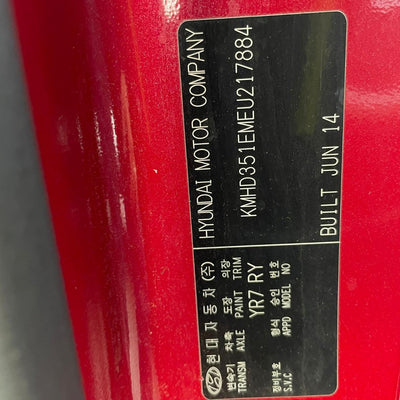 현대자동차(주) HYUNDAI MOTOR COMPANY
KMHD351EMEU217884
변속기 차축 도장 의장
TRANSM AXLE PAINT TRIM
YR7 RY
정비부호 형식 승인 번호
S.V.C APPD MODEL NO
BUILT JUN 14